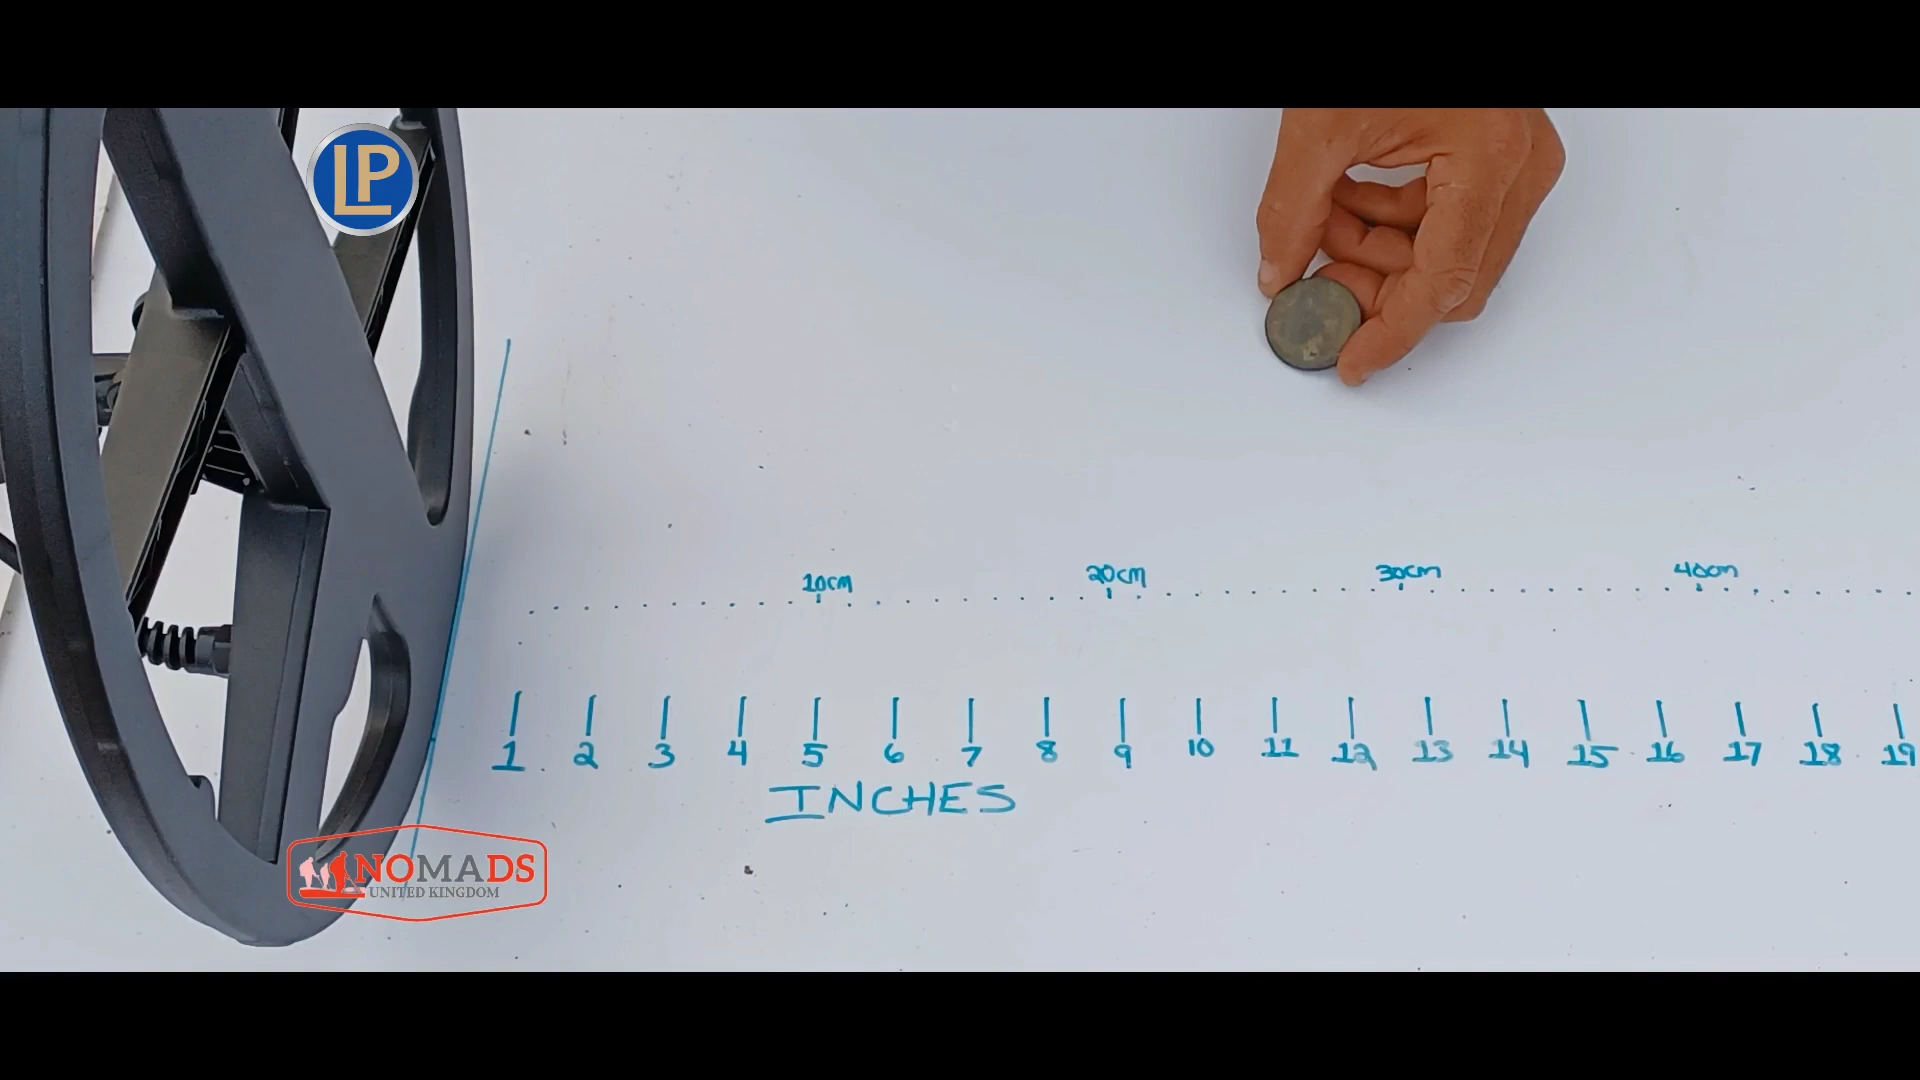 LP
10cm 20cm 30cm 40cm
1 2 3 4 5 6 7 8 9 10 11 12 13 14 15 16 17 18 19
INCHES
NOMADS
UNITED KINGDOM